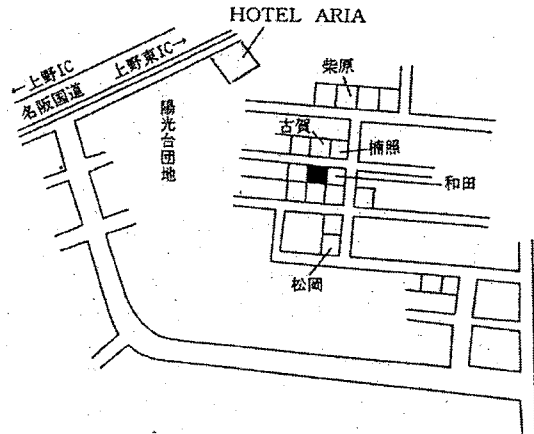 HOTEL ARIA
←上野IC
上野東IC→
名阪国道
陽光台団地
柴原
古賀
楠照
和田
松岡